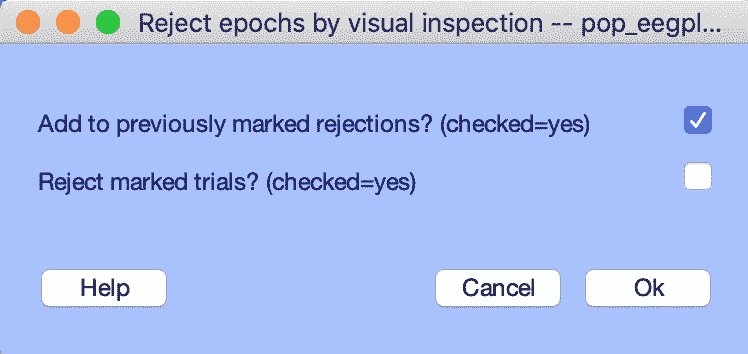 Reject epochs by visual inspection -- pop_eegpl...
Add to previously marked rejections? (checked=yes)
Reject marked trials? (checked=yes)
Help Cancel Ok